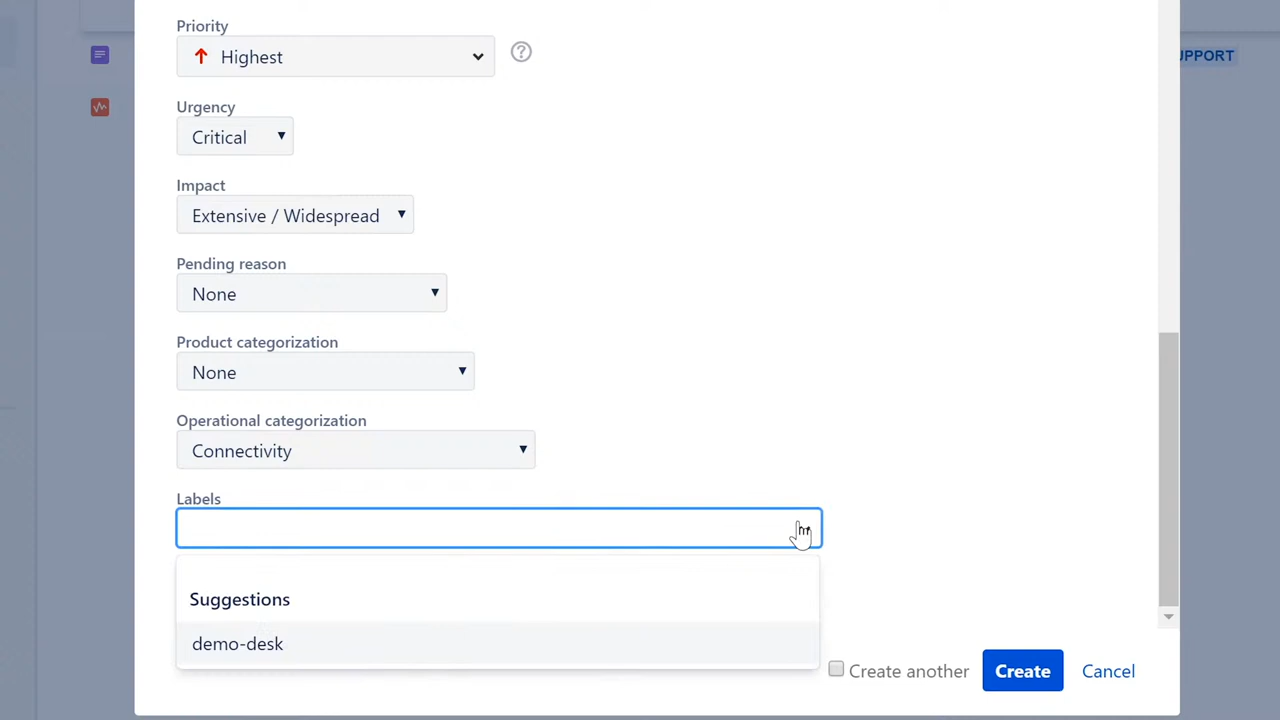 Priority
Highest
UPPORT
Urgency
Critical
Impact
Extensive / Widespread
Pending reason
None
Product categorization
None
Operational categorization
Connectivity
Labels
Suggestions
demo-desk
Create another
Create
Cancel